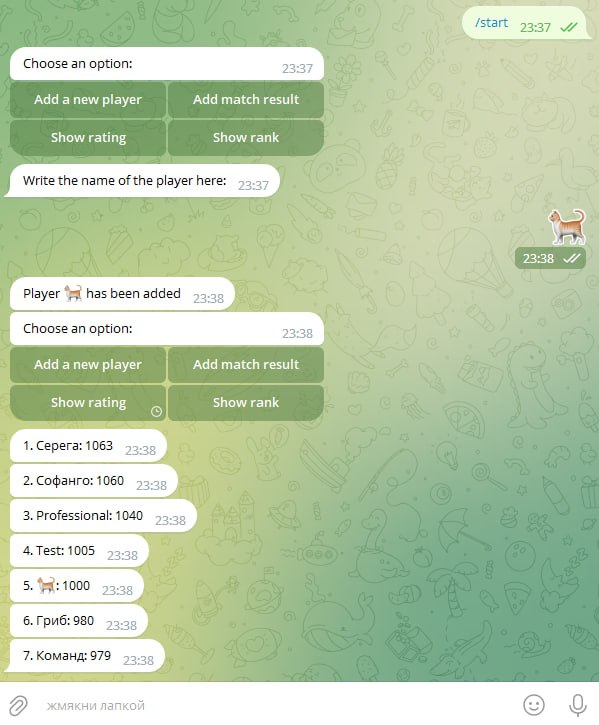 /start 23:37
Choose an option: 23:37
Add a new player Add match result
Show rating Show rank
Write the name of the player here: 23:37
🐈 23:38
Player 🐈 has been added 23:38
Choose an option: 23:38
Add a new player Add match result
Show rating Show rank
1. Серега: 1063 23:38
2. Софанго: 1060 23:38
3. Professional: 1040 23:38
4. Test: 1005 23:38
5. 🐈: 1000 23:38
6. Гриб: 980 23:38
7. Команд: 979 23:38
жмякни лапкой